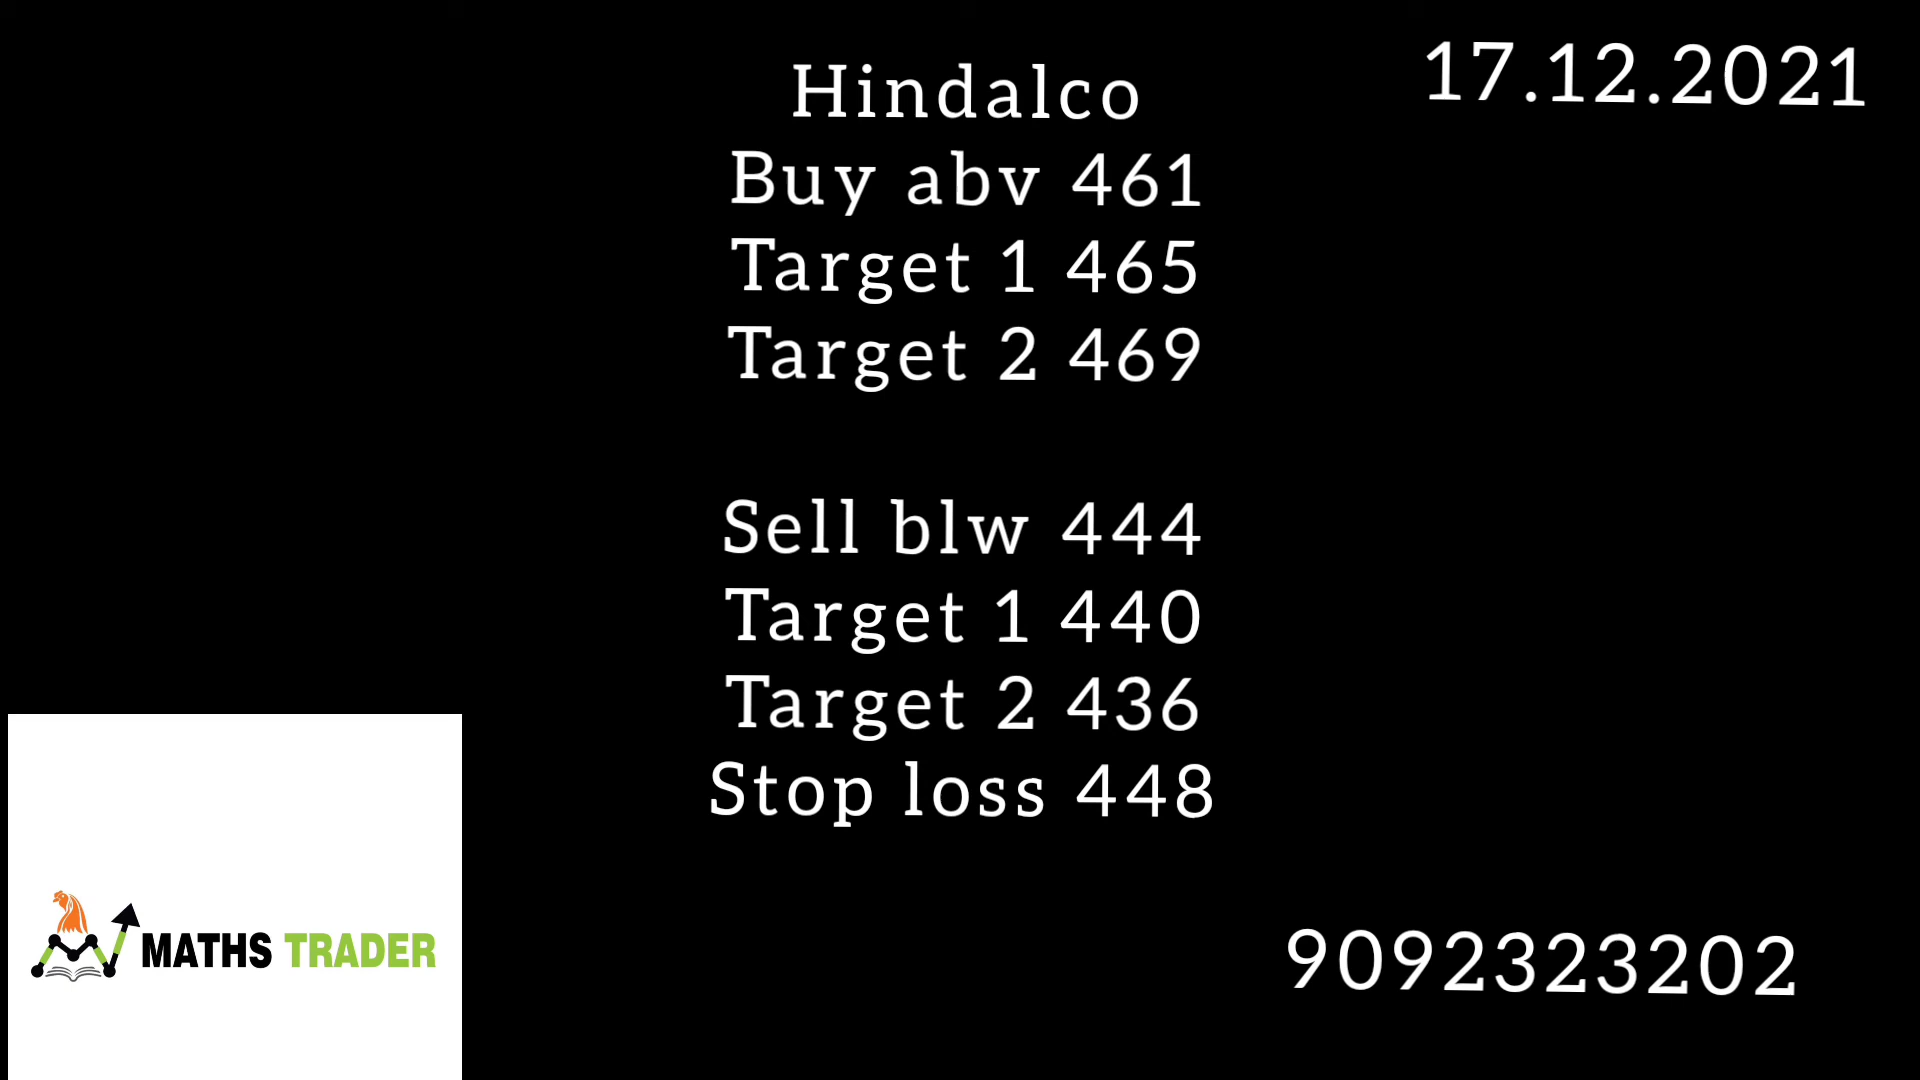 17.12.2021
Hindalco
Buy abv 461
Target 1 465
Target 2 469
Sell blw 444
Target 1 440
Target 2 436
Stop loss 448
MATHS TRADER
9092323202